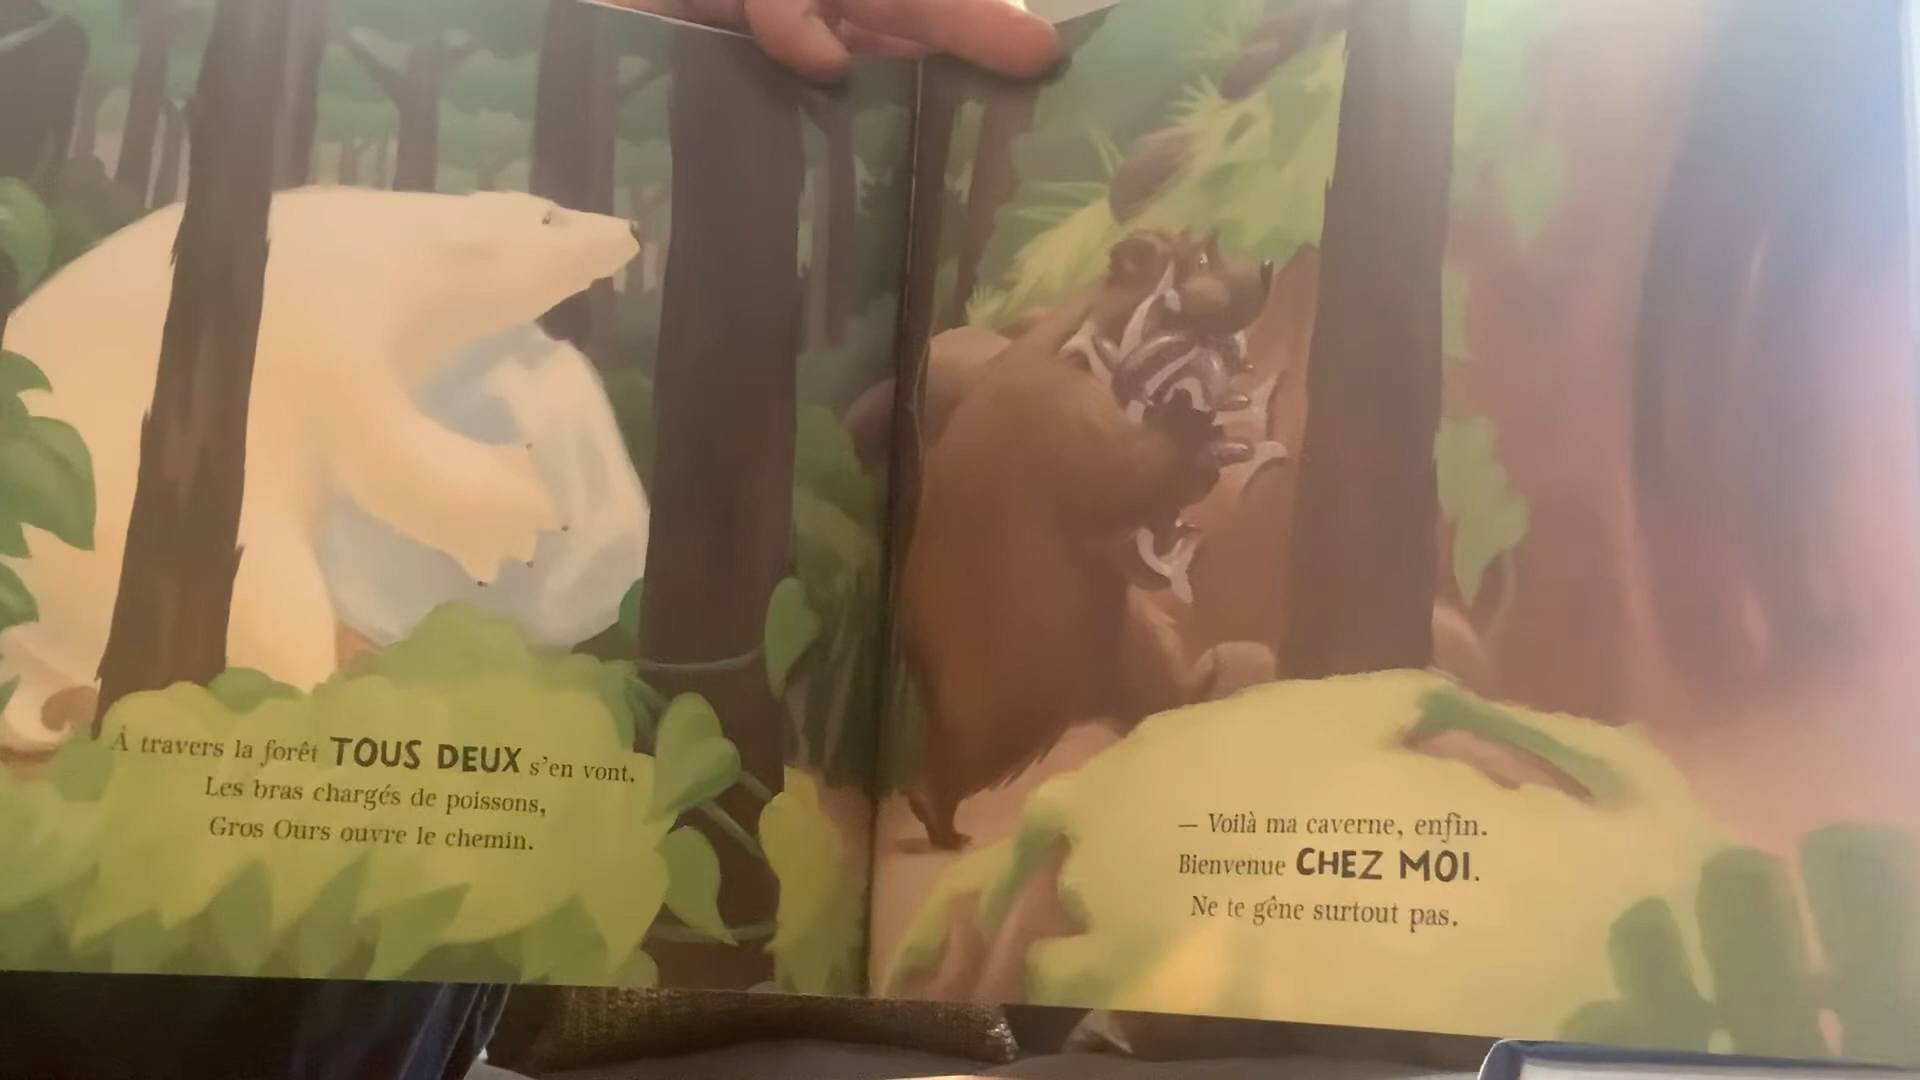 À travers la forêt TOUS DEUX s'en vont.
Les bras chargés de poissons,
Gros Ours ouvre le chemin.
— Voilà ma caverne, enfin.
Bienvenue CHEZ MOI.
Ne te gêne surtout pas.